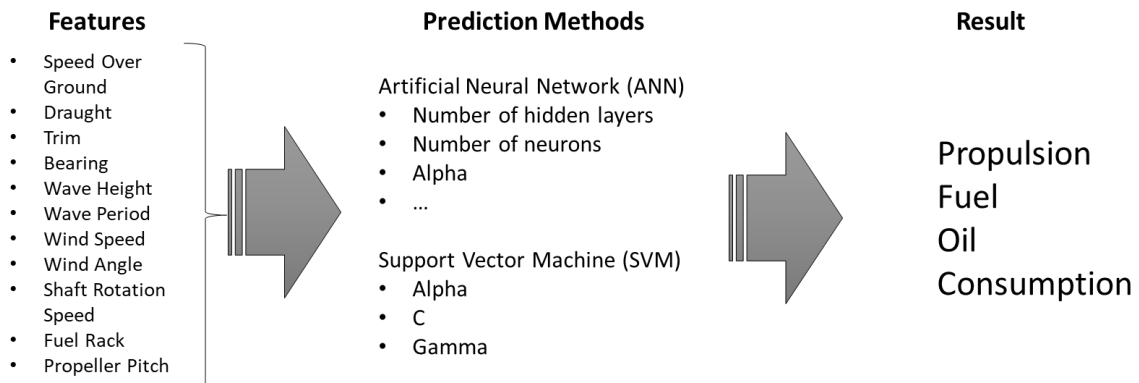 Features
• Speed Over
Ground
• Draught
• Trim
• Bearing
• Wave Height
• Wave Period
• Wind Speed
• Wind Angle
• Shaft Rotation
Speed
• Fuel Rack
• Propeller Pitch
Prediction Methods
Artificial Neural Network (ANN)
• Number of hidden layers
• Number of neurons
• Alpha
• ...
Support Vector Machine (SVM)
• Alpha
• C
• Gamma
Result
Propulsion
Fuel
Oil
Consumption